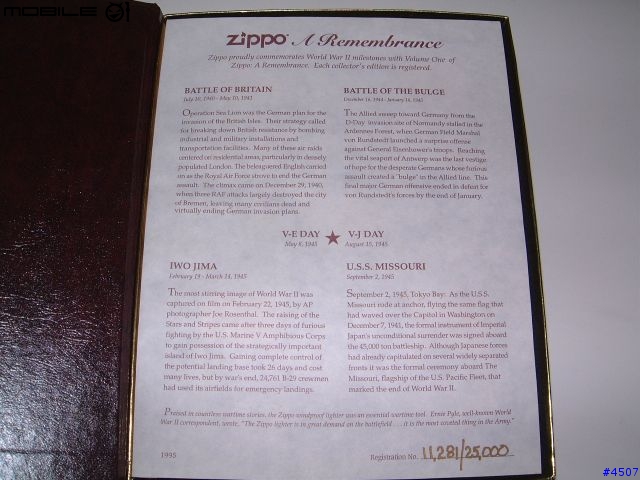 MOBILE 01
Zippo A Remembrance
Zippo proudly commemorates World War II milestones with Volume One of
Zippo: A Remembrance. Each collector's edition is registered.
BATTLE OF BRITAIN
July 10, 1940 - May 10, 1941
Operation Sea Lion was the German plan for the
invasion of the British Isles. Their strategy called
for breaking down British resistance by bombing
industrial and military installations and
transportation facilities. Many of these air raids
centered on residential areas, particularly in densely
populated London. The beleaguered English carried
on as the Royal Air Force strove to end the German
assault. The climax came on December 29, 1940,
when three RAF attacks largely destroyed the city
of Bremen, leaving many civilians dead and
virtually ending German invasion plans.
BATTLE OF THE BULGE
December 16, 1944 - January 16, 1945
The Allied sweep toward Germany from the
D-Day invasion site of Normandy stalled in the
Ardennes Forest, when German Field Marshal
von Rundstedt launched a surprise offense
against General Eisenhower's troops. Reaching
the vital seaport of Antwerp was the last vestige
of hope for the desperate Germans whose furious
assault created a "bulge" in the Allied line. This
final major German offensive ended in defeat for
von Rundstedt's forces by the end of January.
V-E DAY
May 8, 1945
V-J DAY
August 15, 1945
IWO JIMA
February 19 - March 14, 1945
The most stirring image of World War II was
captured on film on February 22, 1945, by AP
photographer Joe Rosenthal. The raising of the
Stars and Stripes came after three days of furious
fighting by the U.S. Marine V Amphibious Corps
to gain possession of the strategically important
island of Iwo Jima. Gaining complete control of
the potential landing base took 26 days and cost
many lives, but by war's end, 24,761 B-29 crewmen
had used its airfields for emergency landings.
U.S.S. MISSOURI
September 2, 1945
September 2, 1945, Tokyo Bay: As the U.S.S.
Missouri rode at anchor, flying the same flag that
had waved over the Capitol in Washington on
December 7, 1941, the formal instrument of Imperial
Japan's unconditional surrender was signed aboard
the 45,000 ton battleship. Although Japanese forces
had already capitulated on several widely separated
fronts it was the formal ceremony aboard The
Missouri, flagship of the U.S. Pacific Fleet, that
marked the end of World War II.
Praised in countless wartime stories, the Zippo windproof lighter was an essential wartime tool. Ernie Pyle, well-known World
War II correspondent, wrote, "The Zippo lighter is in great demand on the battlefield . . . it is the most coveted thing in the Army."
1995
Registration No. 11,281/25,000
#4507